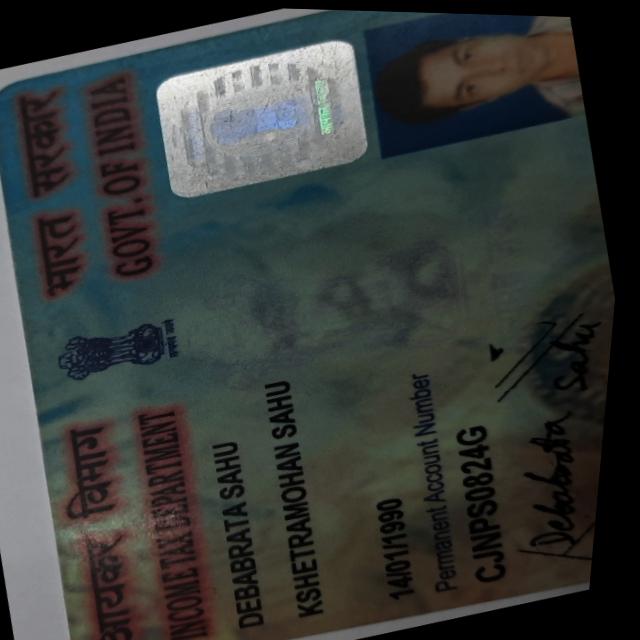 आयकर विभाग
INCOME TAX DEPARTMENT
भारत सरकार
GOVT. OF INDIA
सत्यमेव जयते
DEBABRATA SAHU
KSHETRAMOHAN SAHU
14/01/1990
Permanent Account Number
CJNPS0824G
Debabrata Sahu